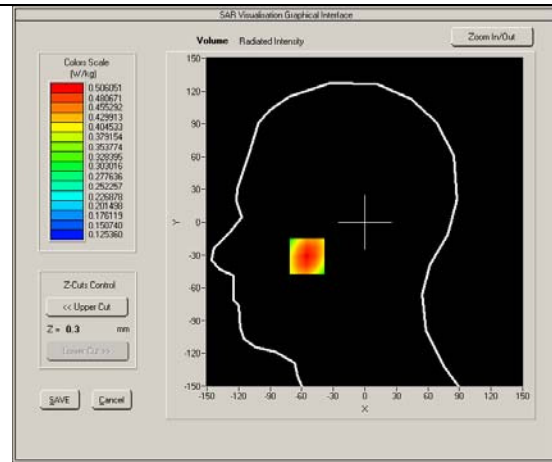 SAR Visualisation Graphical Interface
Volume Radiated Intensity
Zoom In/Out
Colors Scale
(W/kg)
0.506051
0.480671
0.455292
0.429913
0.404533
0.379154
0.353774
0.328395
0.303016
0.277636
0.252257
0.226878
0.201498
0.176119
0.150740
0.125360
Z-Cuts Control
<< Upper Cut
Z = 0.3 mm
Lower Cut >>
SAVE Cancel
150
120
90
60
30
0
-30
-60
-90
-120
-150
Y
-150 -120 -90 -60 -30 0 30 60 90 120 150
X